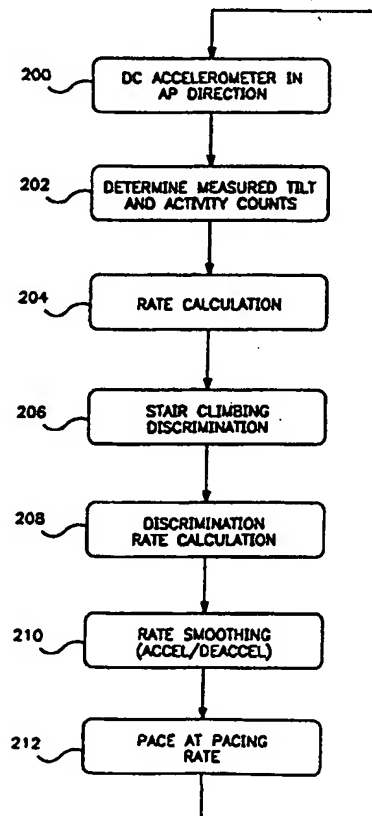 200
DC ACCELEROMETER IN
AP DIRECTION
202
DETERMINE MEASURED TILT
AND ACTIVITY COUNTS
204
RATE CALCULATION
206
STAIR CLIMBING
DISCRIMINATION
208
DISCRIMINATION
RATE CALCULATION
210
RATE SMOOTHING
(ACCEL/DEACCEL)
212
PACE AT PACING
RATE